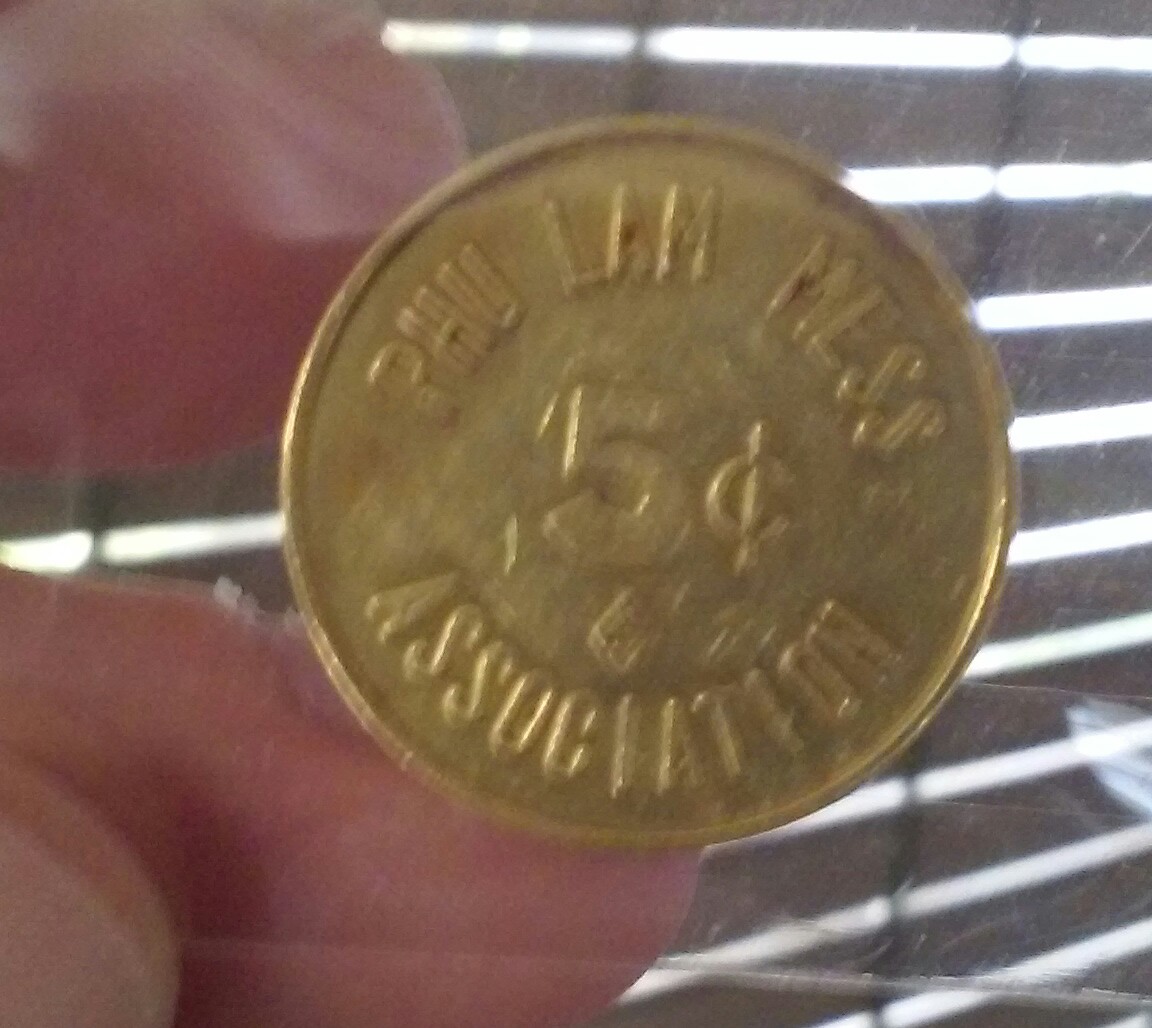 PHU LAM MESS
5¢
ASSOCIATION